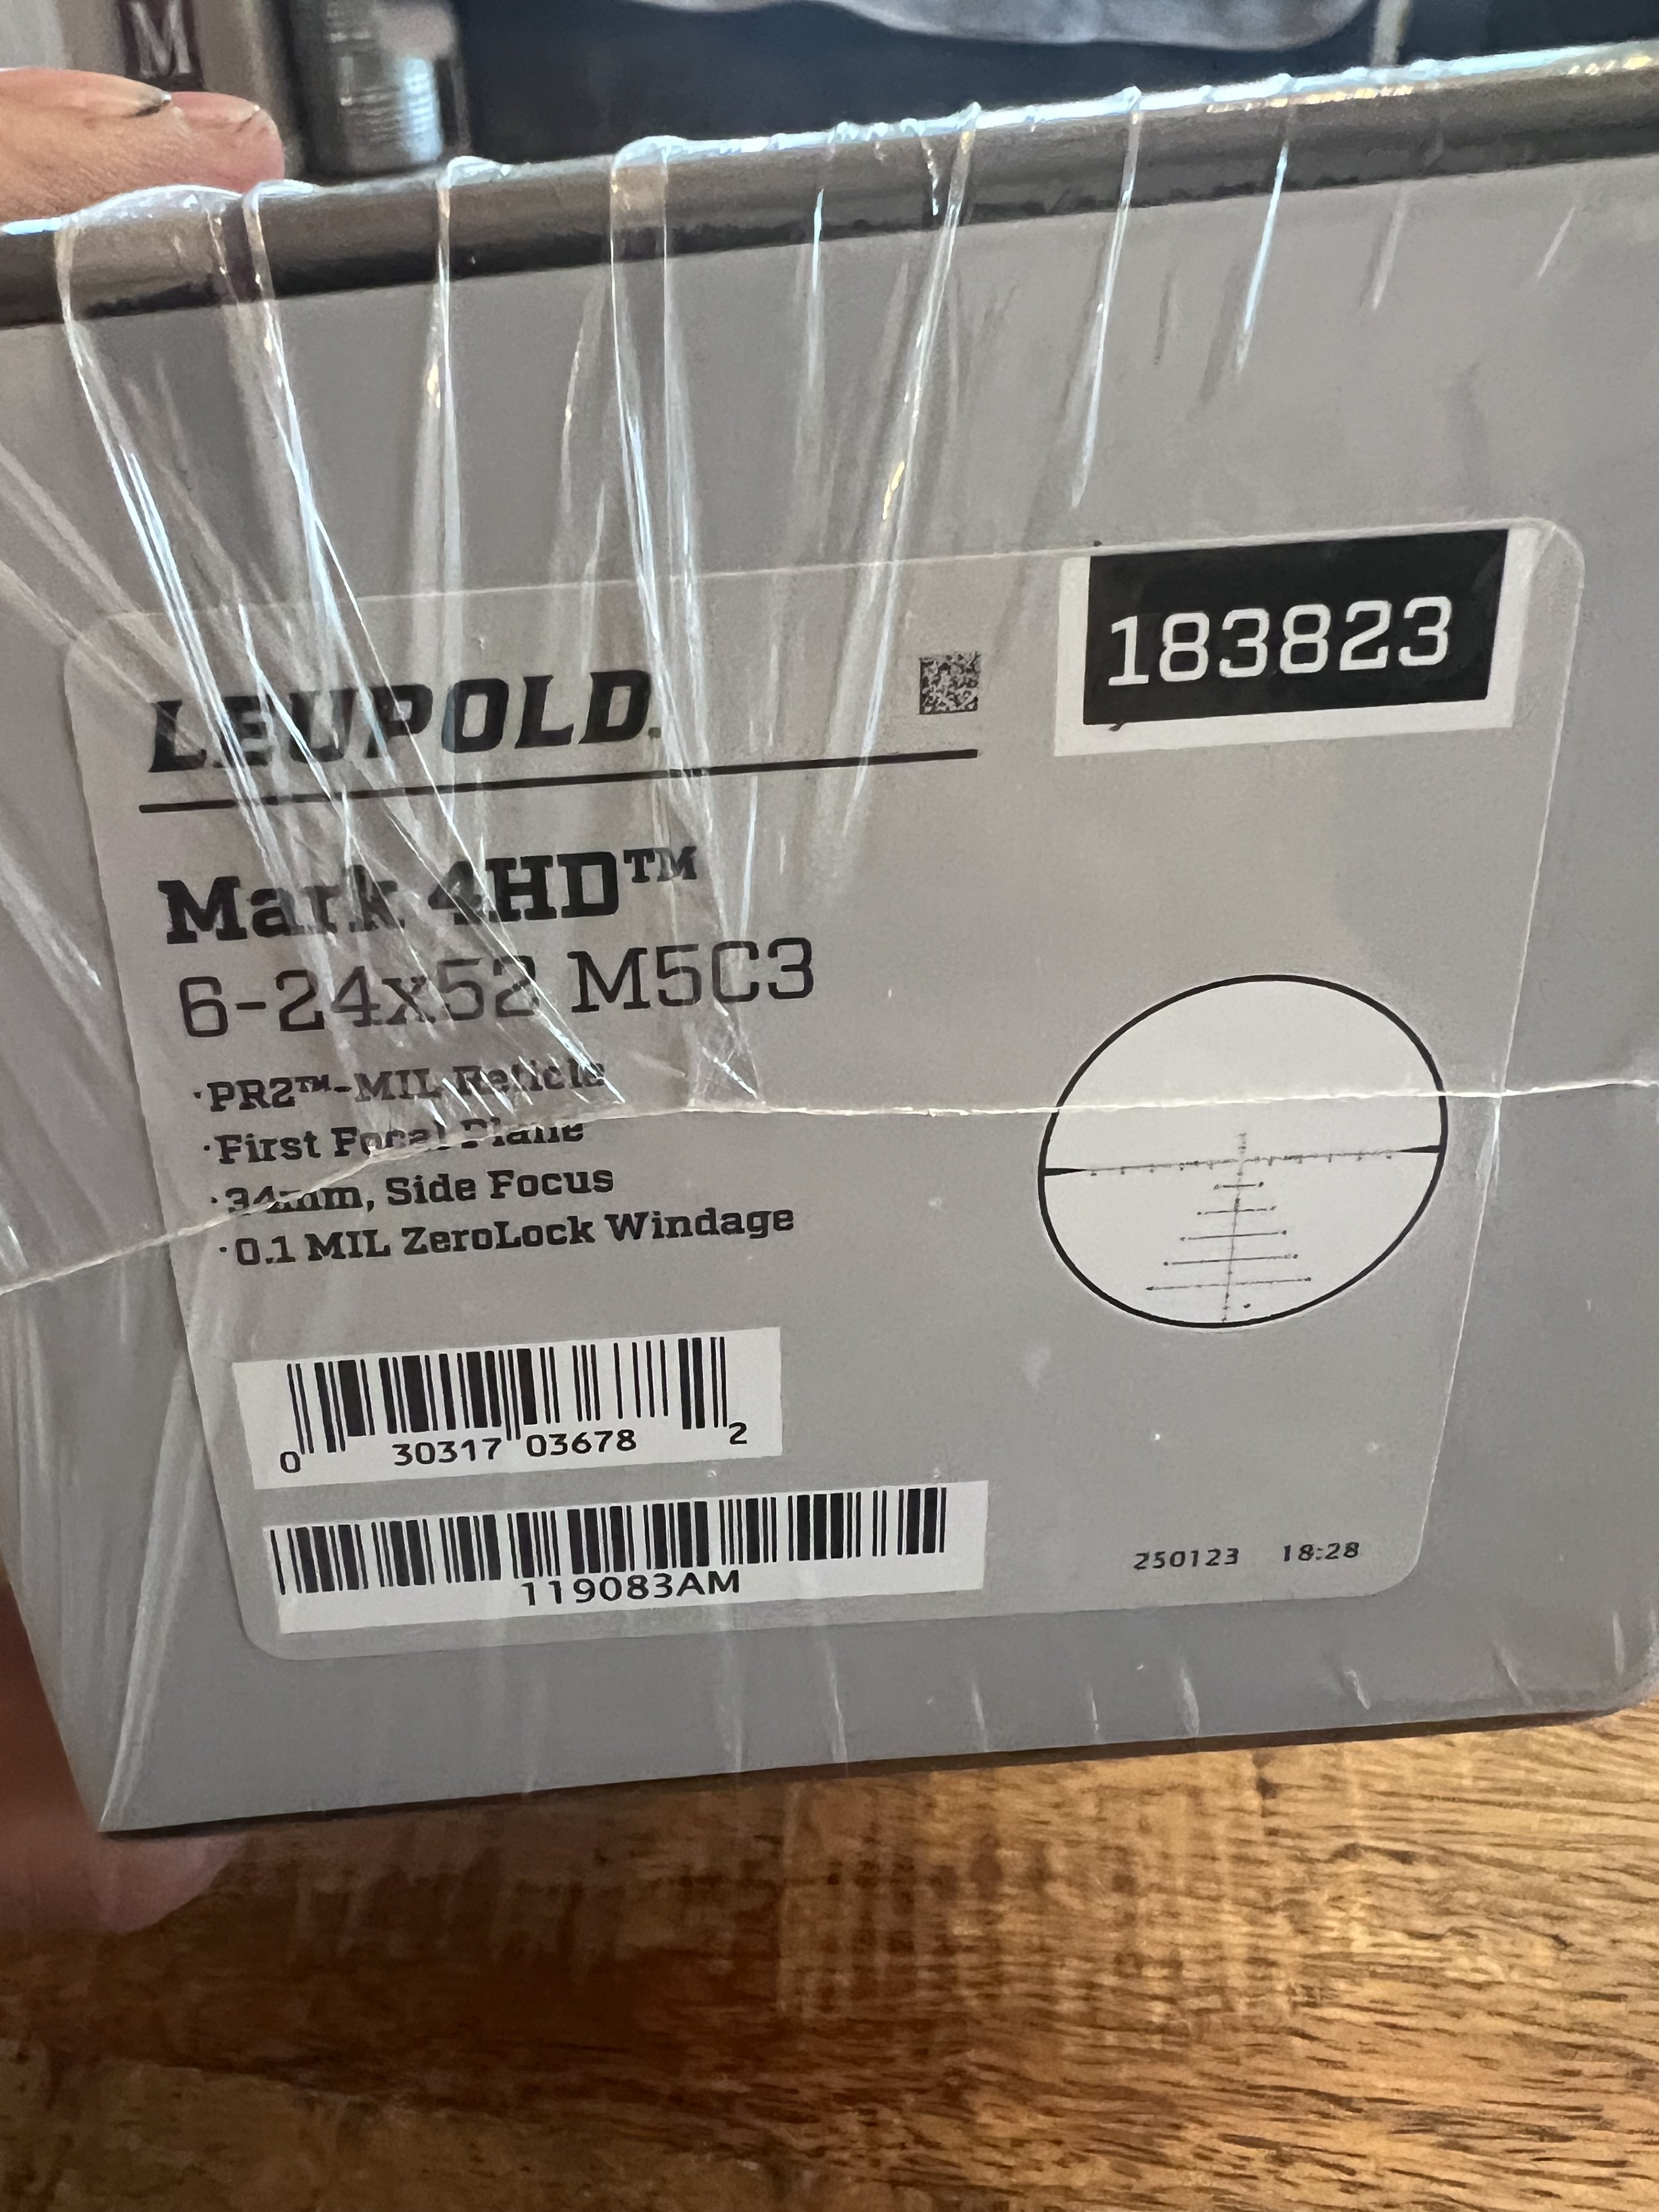 M
183823
LEUPOLD.
Mark 4HD™
6-24x52 M5C3
·PR2™-MIL Reticle
·First Focal Plane
·34mm, Side Focus
·0.1 MIL ZeroLock Windage
0 30317 03678 2
119083AM
250123 18:28